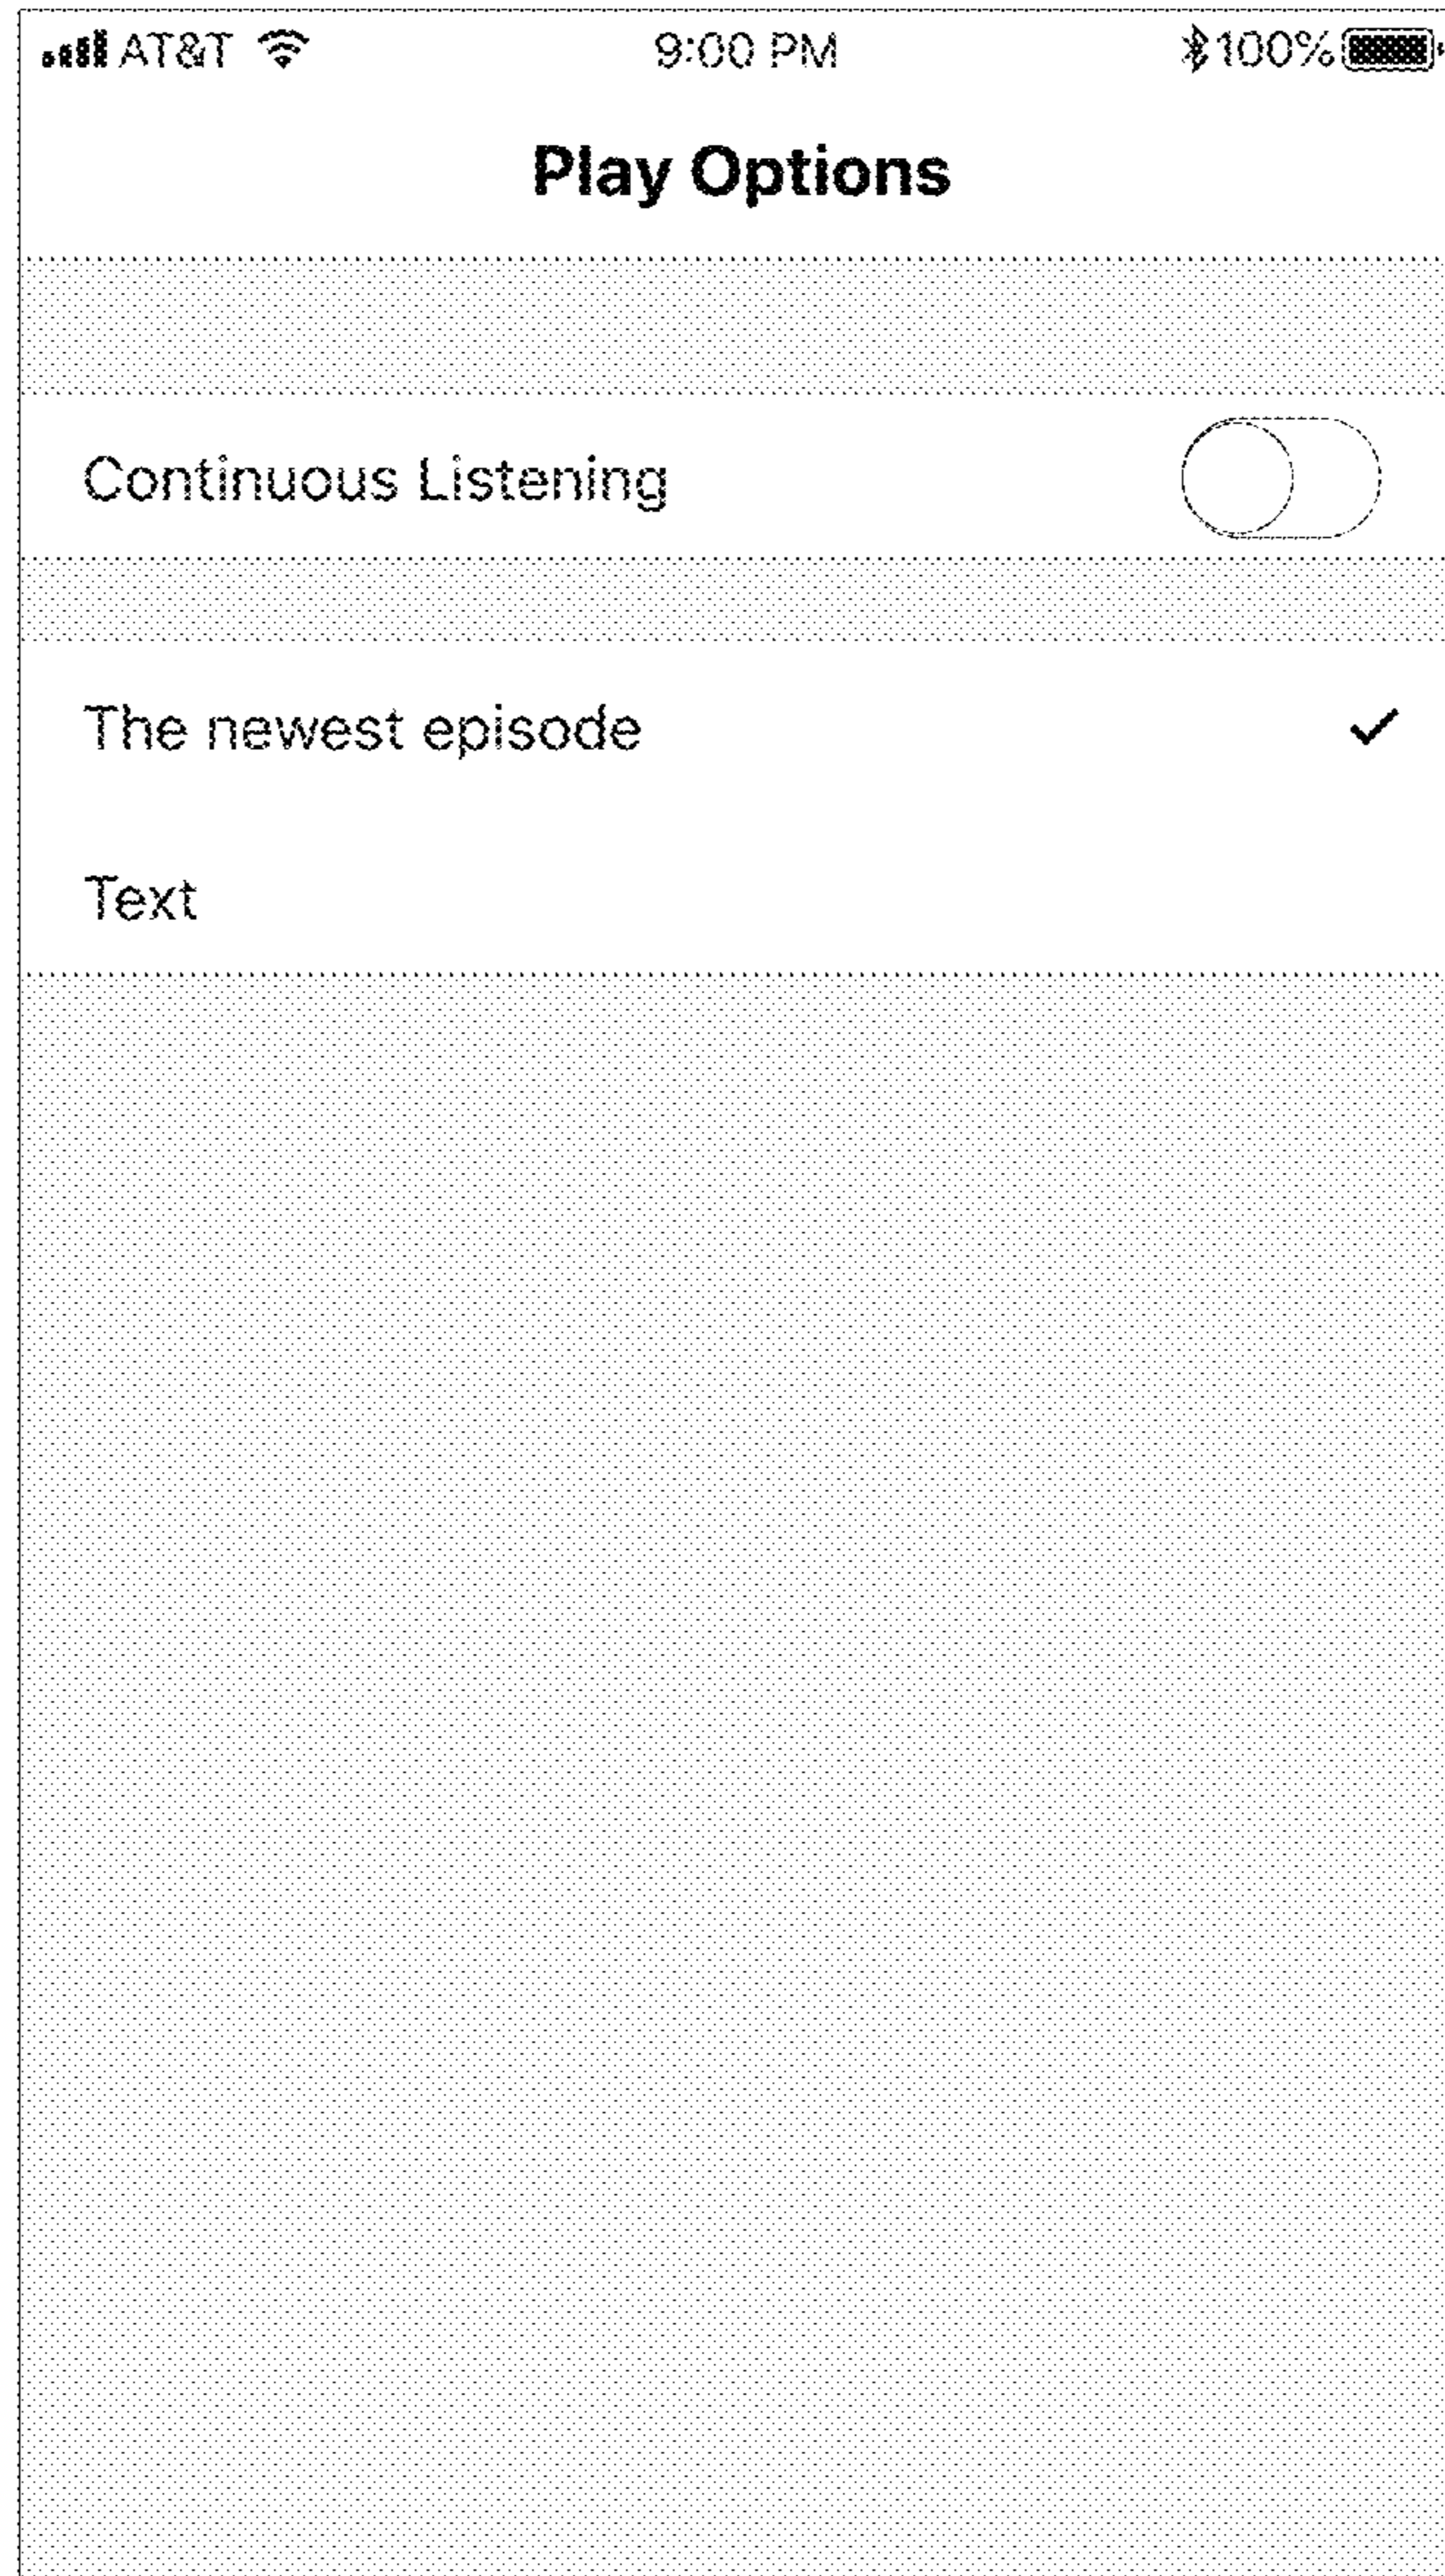 AT&T 9:00 PM 100%
Play Options
Continuous Listening
The newest episode
Text